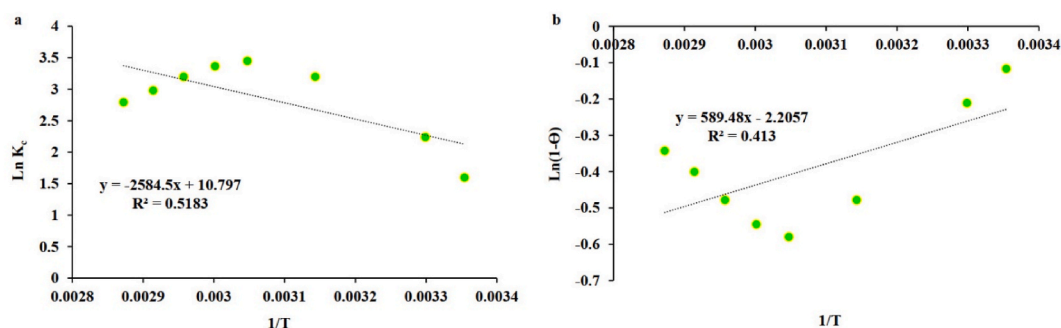 a
4
3.5
3
2.5
2
1.5
1
0.5
0
Ln Kc
y = -2584.5x + 10.797
R² = 0.5183
0.0028 0.0029 0.003 0.0031 0.0032 0.0033 0.0034
1/T
b
0
0.0028 0.0029 0.003 0.0031 0.0032 0.0033 0.0034
-0.1
-0.2
-0.3
-0.4
-0.5
-0.6
-0.7
Ln(1-Ө)
y = 589.48x - 2.2057
R² = 0.413
1/T